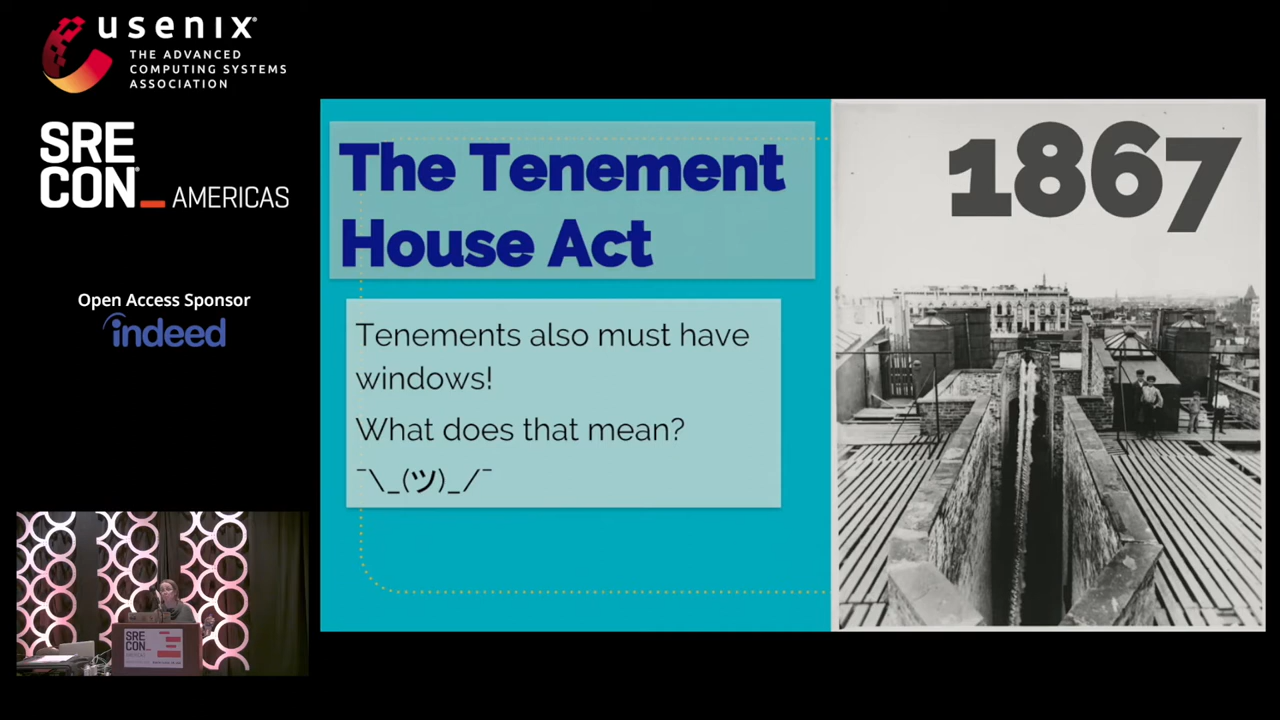 usenix
THE ADVANCED
COMPUTING SYSTEMS
ASSOCIATION
SRE
CON AMERICAS
Open Access Sponsor
indeed
The Tenement
House Act
1867
Tenements also must have
windows!
What does that mean?
¯\_(ツ)_/¯
SRE
CON